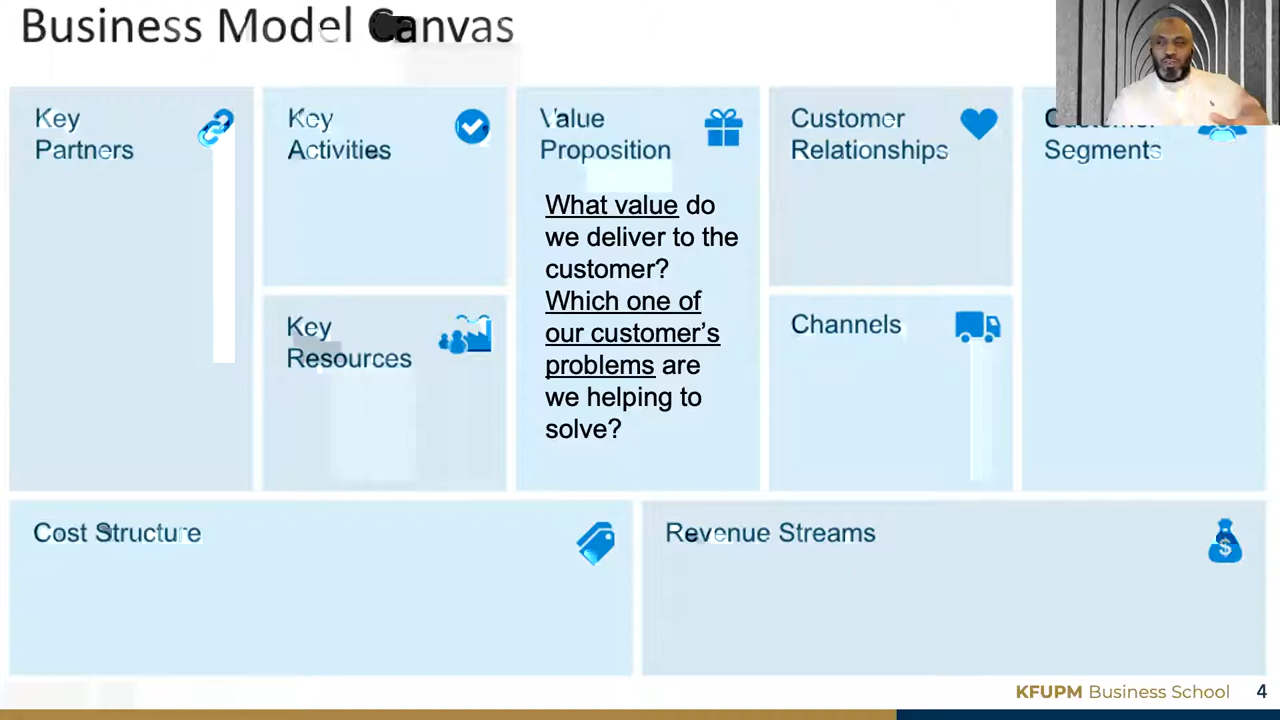 Business Model Canvas
Key
Partners
Key
Activities
Value
Proposition
Customer
Relationships
Customer
Segments
What value do
we deliver to the
customer?
Which one of
our customer’s
problems are
we helping to
solve?
Key
Resources
Channels
Cost Structure
Revenue Streams
$
KFUPM Business School 4